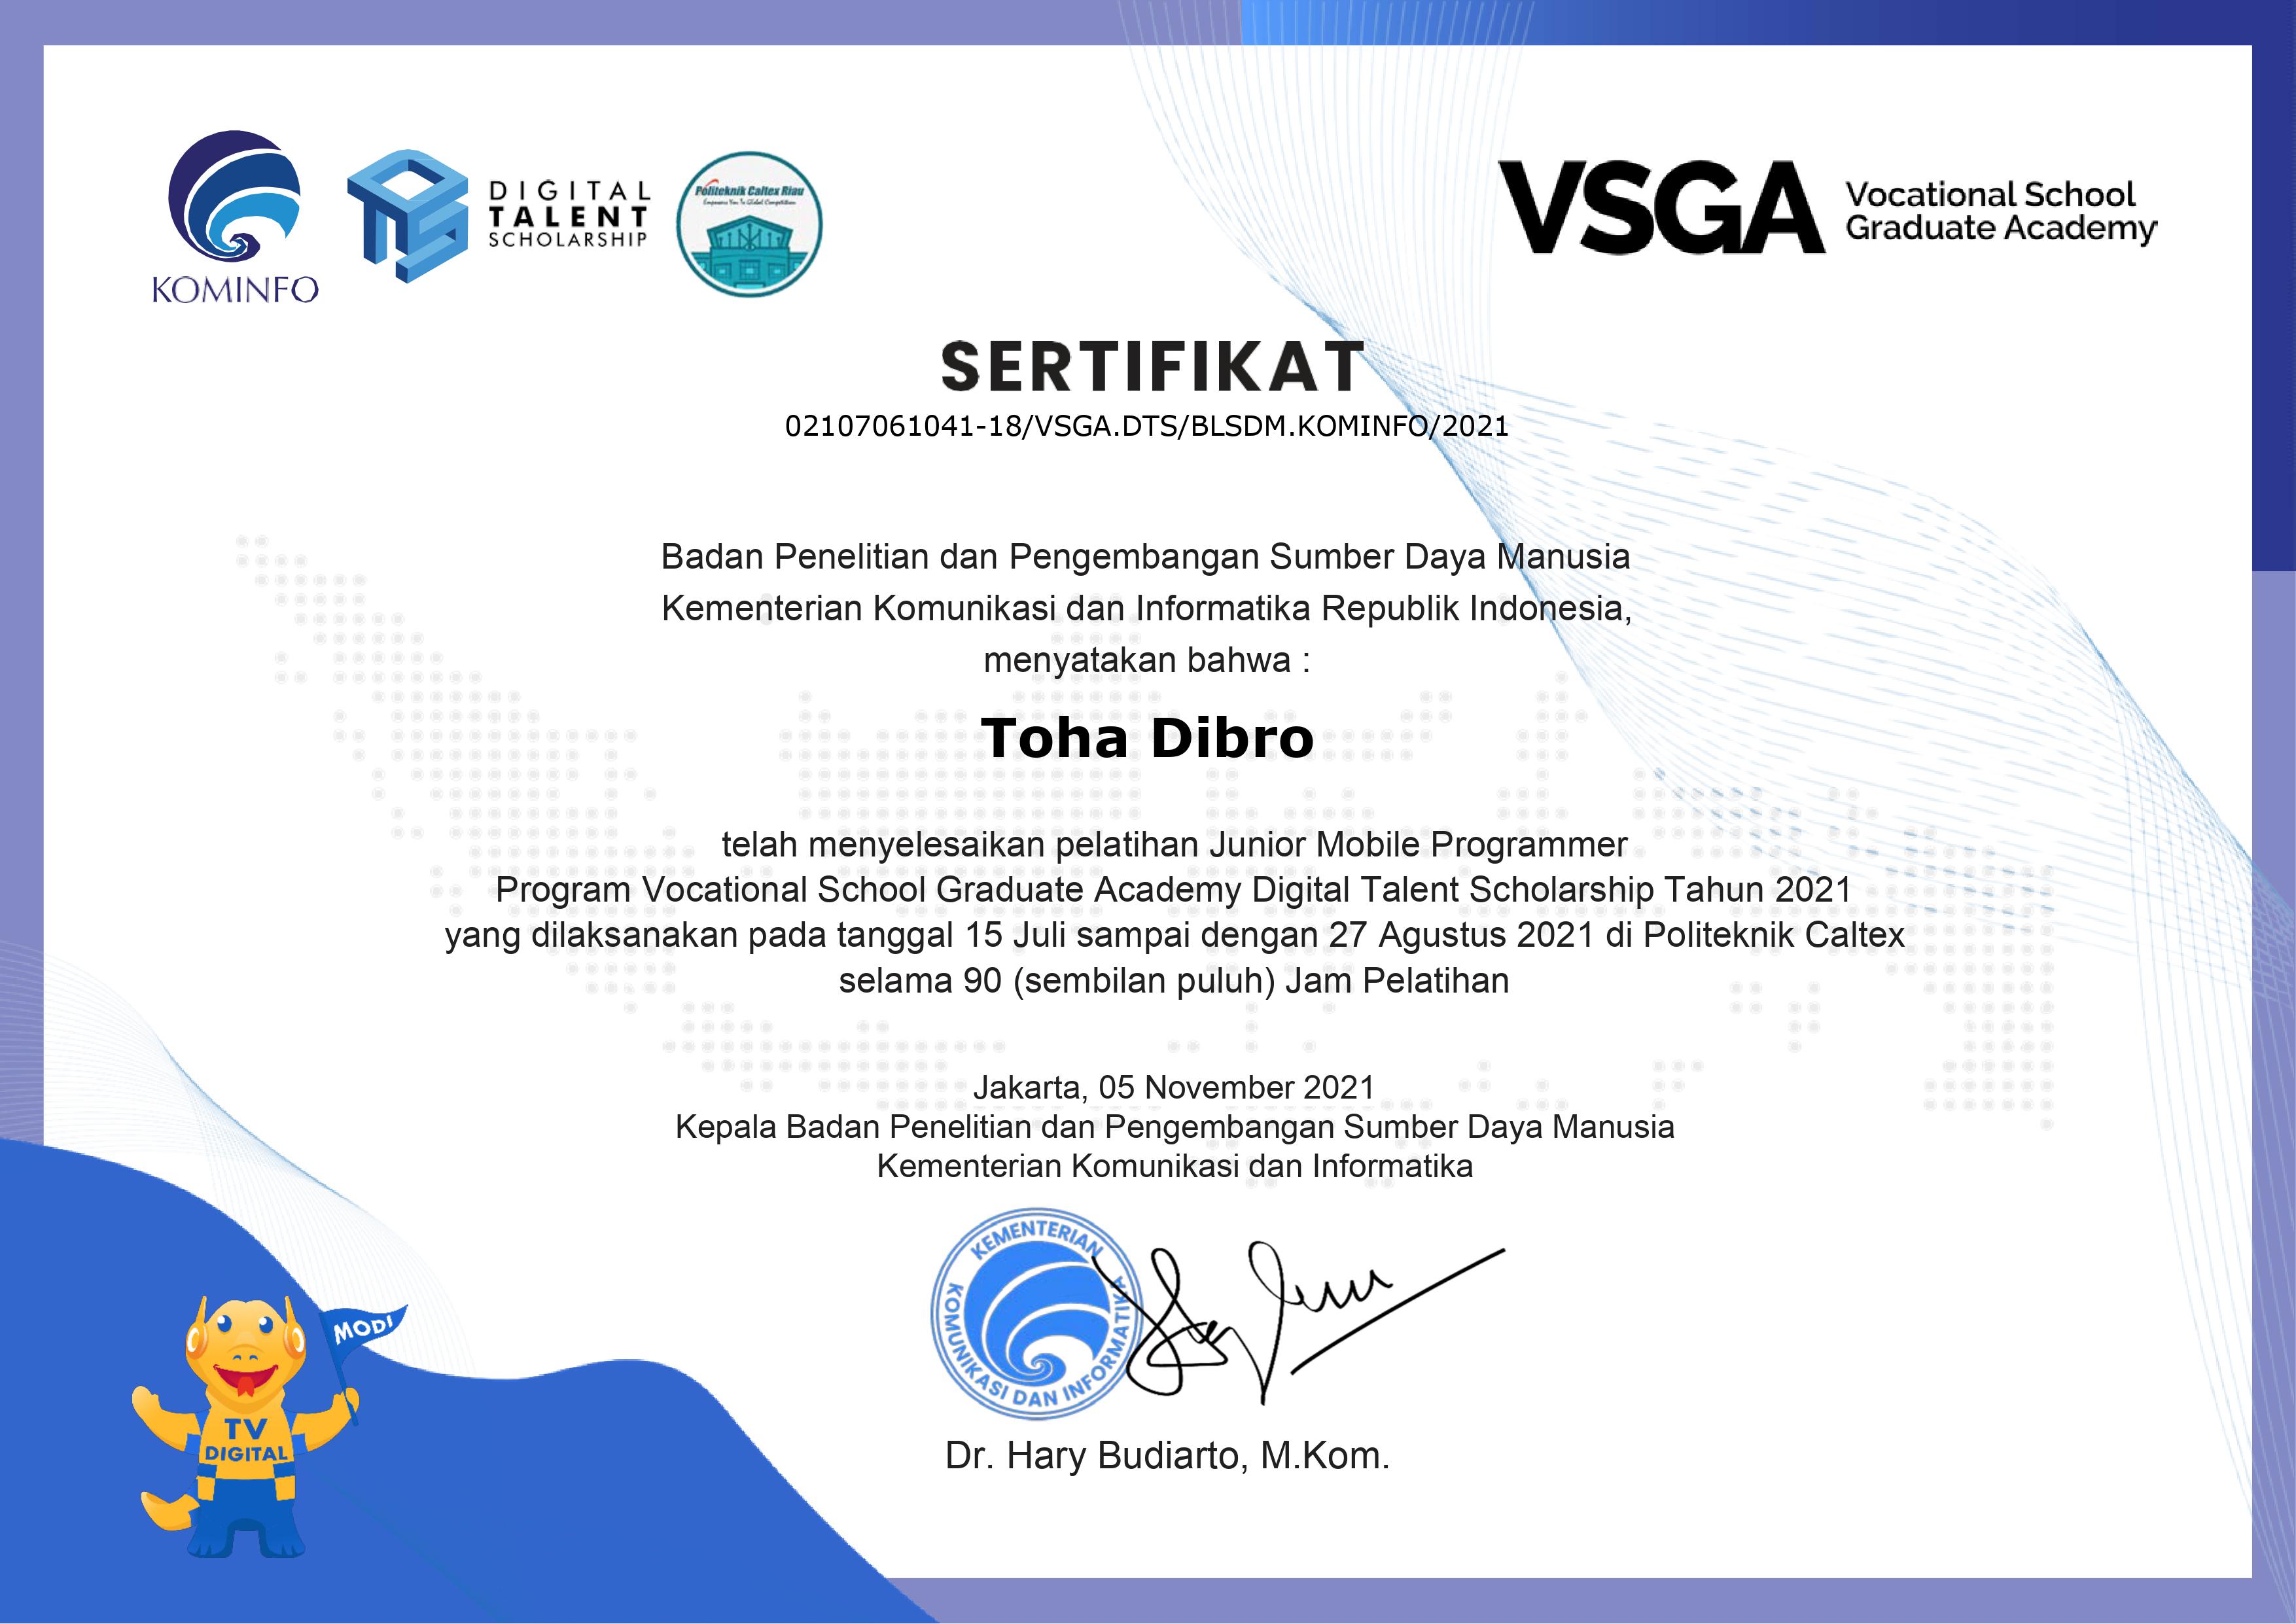 KOMINFO
DIGITAL
TALENT
SCHOLARSHIP
Politeknik Caltex Riau
Empowers You To Global Competition
VSGA
Vocational School
Graduate Academy
SERTIFIKAT
02107061041-18/VSGA.DTS/BLSDM.KOMINFO/2021
Badan Penelitian dan Pengembangan Sumber Daya Manusia
Kementerian Komunikasi dan Informatika Republik Indonesia,
menyatakan bahwa :
Toha Dibro
telah menyelesaikan pelatihan Junior Mobile Programmer
Program Vocational School Graduate Academy Digital Talent Scholarship Tahun 2021
yang dilaksanakan pada tanggal 15 Juli sampai dengan 27 Agustus 2021 di Politeknik Caltex
selama 90 (sembilan puluh) Jam Pelatihan
Jakarta, 05 November 2021
Kepala Badan Penelitian dan Pengembangan Sumber Daya Manusia
Kementerian Komunikasi dan Informatika
KEMENTERIAN
KOMUNIKASI DAN INFORMATIKA
Dr. Hary Budiarto, M.Kom.
MODI
TV
DIGITAL